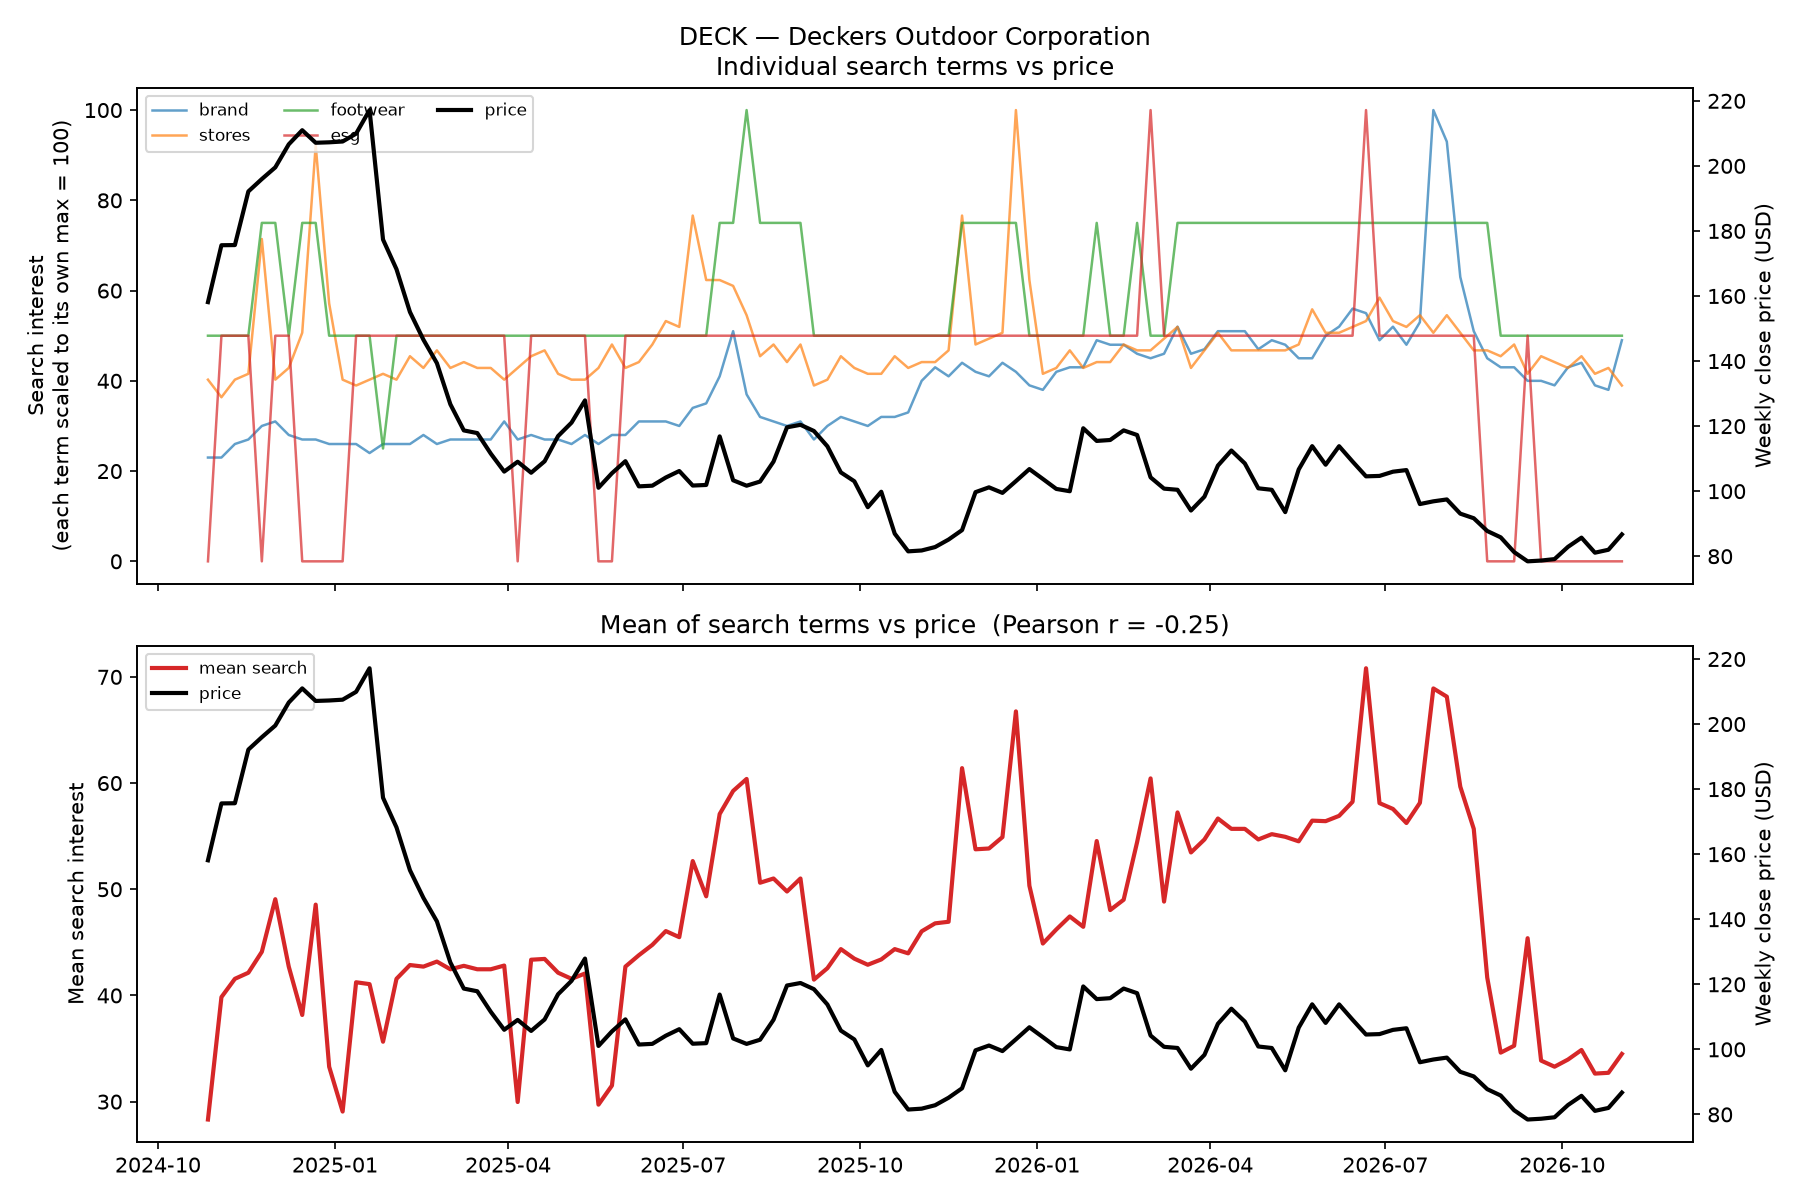 DECK — Deckers Outdoor Corporation
Individual search terms vs price
brand
stores
footwear
esg
price
100
80
60
40
20
0
Search interest
(each term scaled to its own max = 100)
220
200
180
160
140
120
100
80
Weekly close price (USD)
Mean of search terms vs price  (Pearson r = -0.25)
mean search
price
70
60
50
40
30
Mean search interest
220
200
180
160
140
120
100
80
Weekly close price (USD)
2024-10
2025-01
2025-04
2025-07
2025-10
2026-01
2026-04
2026-07
2026-10